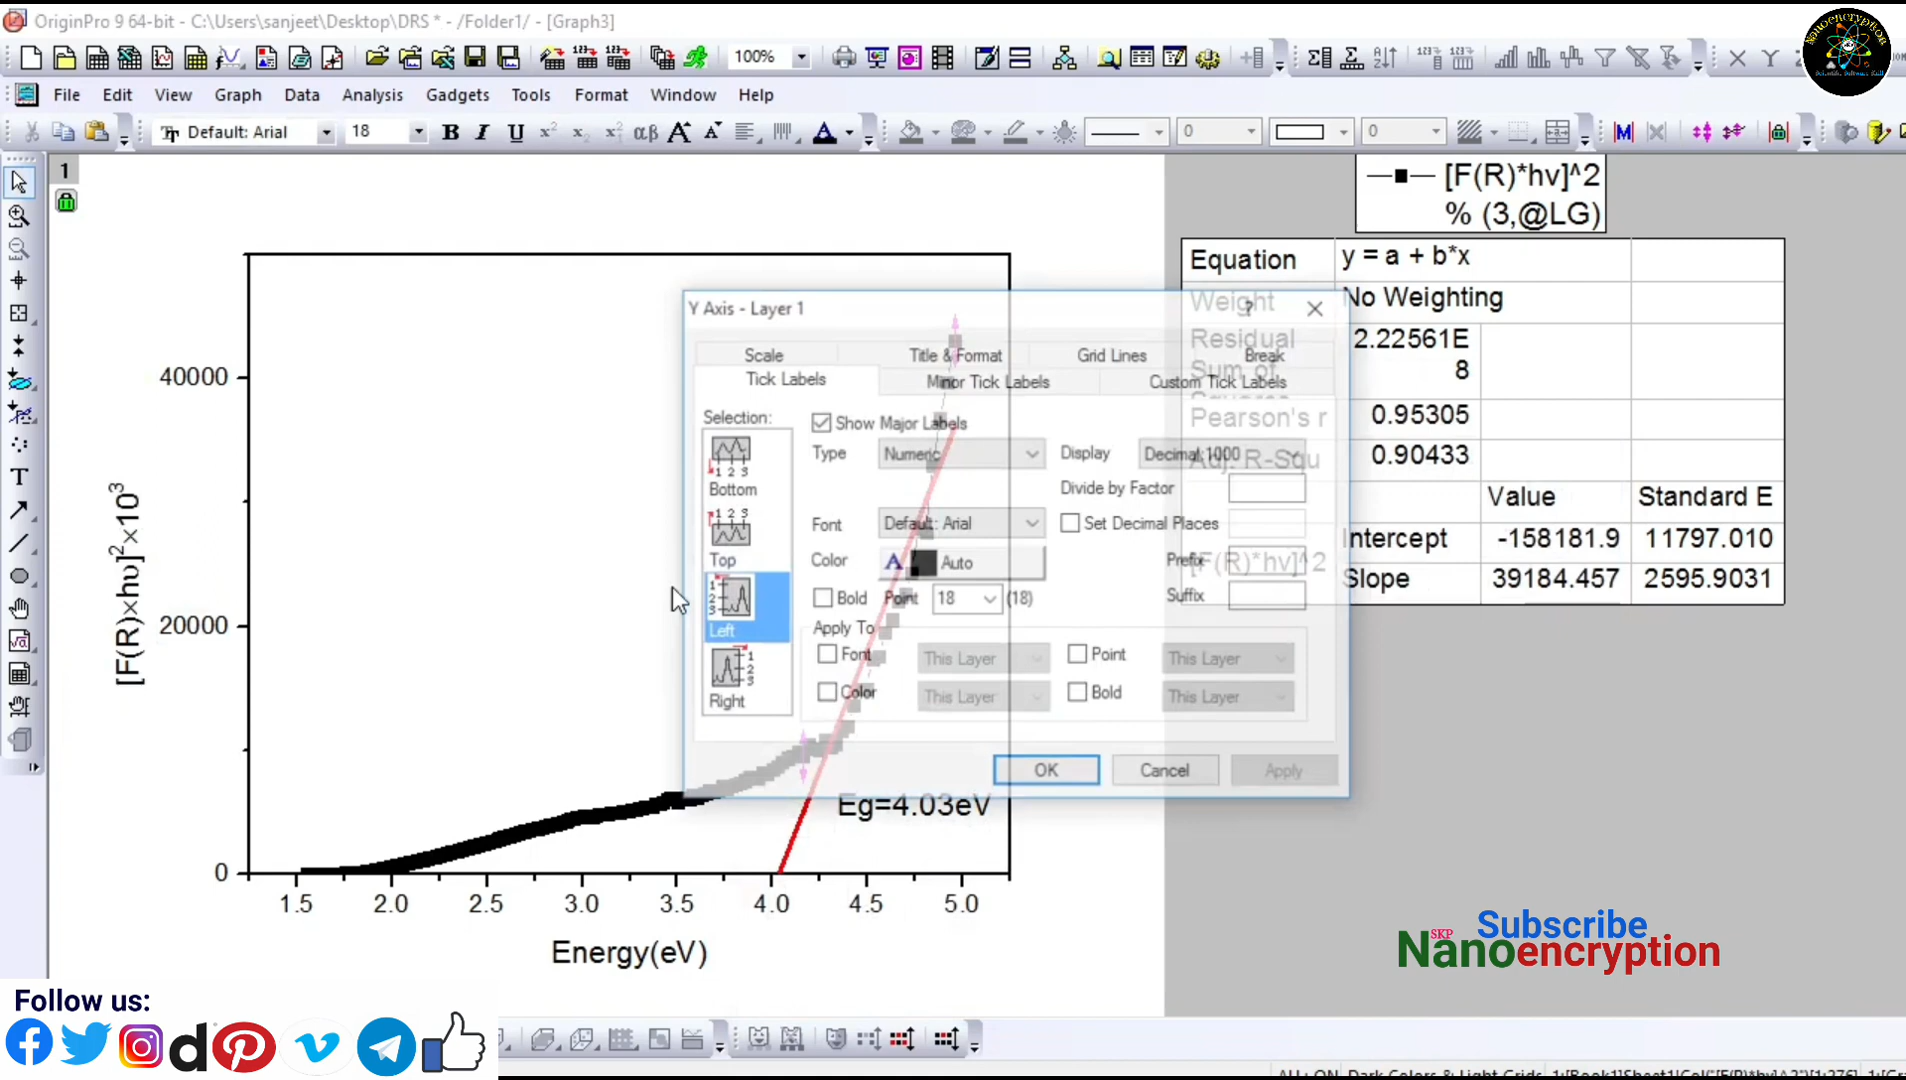 OriginPro 9 64-bit - C:\Users\sanjeet\Desktop\DRS * - /Folder1/ - [Graph3]
100%
File Edit View Graph Data Analysis Gadgets Tools Format Window Help
Default: Arial 18 B I U αβ A A A 0 0
1
[F(R)*hv]^2
% (3,@LG)
Equation y = a + b*x
Weight No Weighting
Residual Sum of Squares 2.22561E8
Pearson's r 0.95305
Adj. R-Squ 0.90433
Value Standard E
[F(R)*hv]^2 Intercept -158181.9 11797.010
Slope 39184.457 2595.9031
Y Axis - Layer 1
Scale Title & Format Grid Lines Break
Tick Labels Minor Tick Labels Custom Tick Labels
Selection:
Bottom
Top
Left
Right
Show Major Labels
Type Numeric Display Decimal:1000
Divide by Factor
Font Default: Arial Set Decimal Places
Color A Auto Prefix
Bold Point 18 (18) Suffix
Apply To
Font This Layer Point This Layer
Color This Layer Bold This Layer
OK Cancel Apply
[F(R)×hυ]²×10³
40000
20000
0
Eg=4.03eV
1.5 2.0 2.5 3.0 3.5 4.0 4.5 5.0
Energy(eV)
Subscribe
SKP
Nanoencryption
Follow us:
Nanoencryption